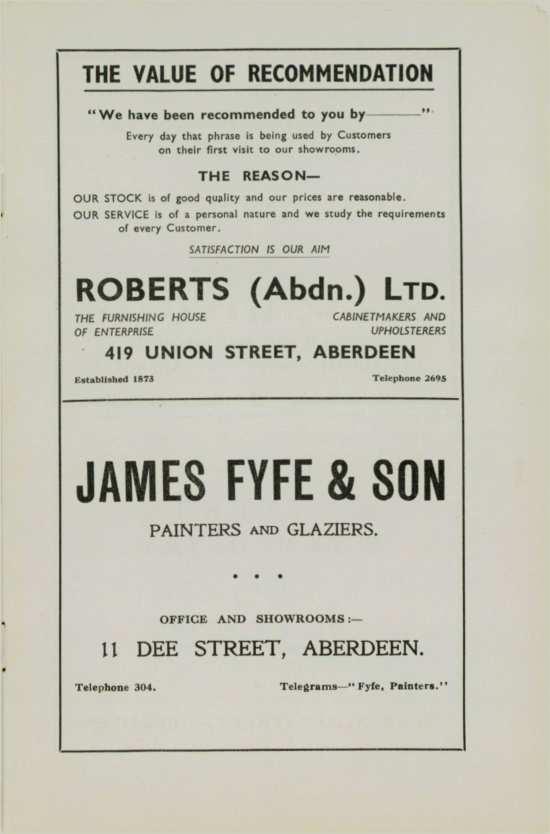 THE VALUE OF RECOMMENDATION
"We have been recommended to you by————"
Every day that phrase is being used by Customers
on their first visit to our showrooms.
THE REASON—
OUR STOCK is of good quality and our prices are reasonable.
OUR SERVICE is of a personal nature and we study the requirements
of every Customer.
SATISFACTION IS OUR AIM
ROBERTS (Abdn.) LTD.
THE FURNISHING HOUSE CABINETMAKERS AND
OF ENTERPRISE UPHOLSTERERS
419 UNION STREET, ABERDEEN
Established 1873 Telephone 2695
JAMES FYFE & SON
PAINTERS AND GLAZIERS.
. . .
OFFICE AND SHOWROOMS:—
11 DEE STREET, ABERDEEN.
Telephone 304. Telegrams—"Fyfe, Painters."